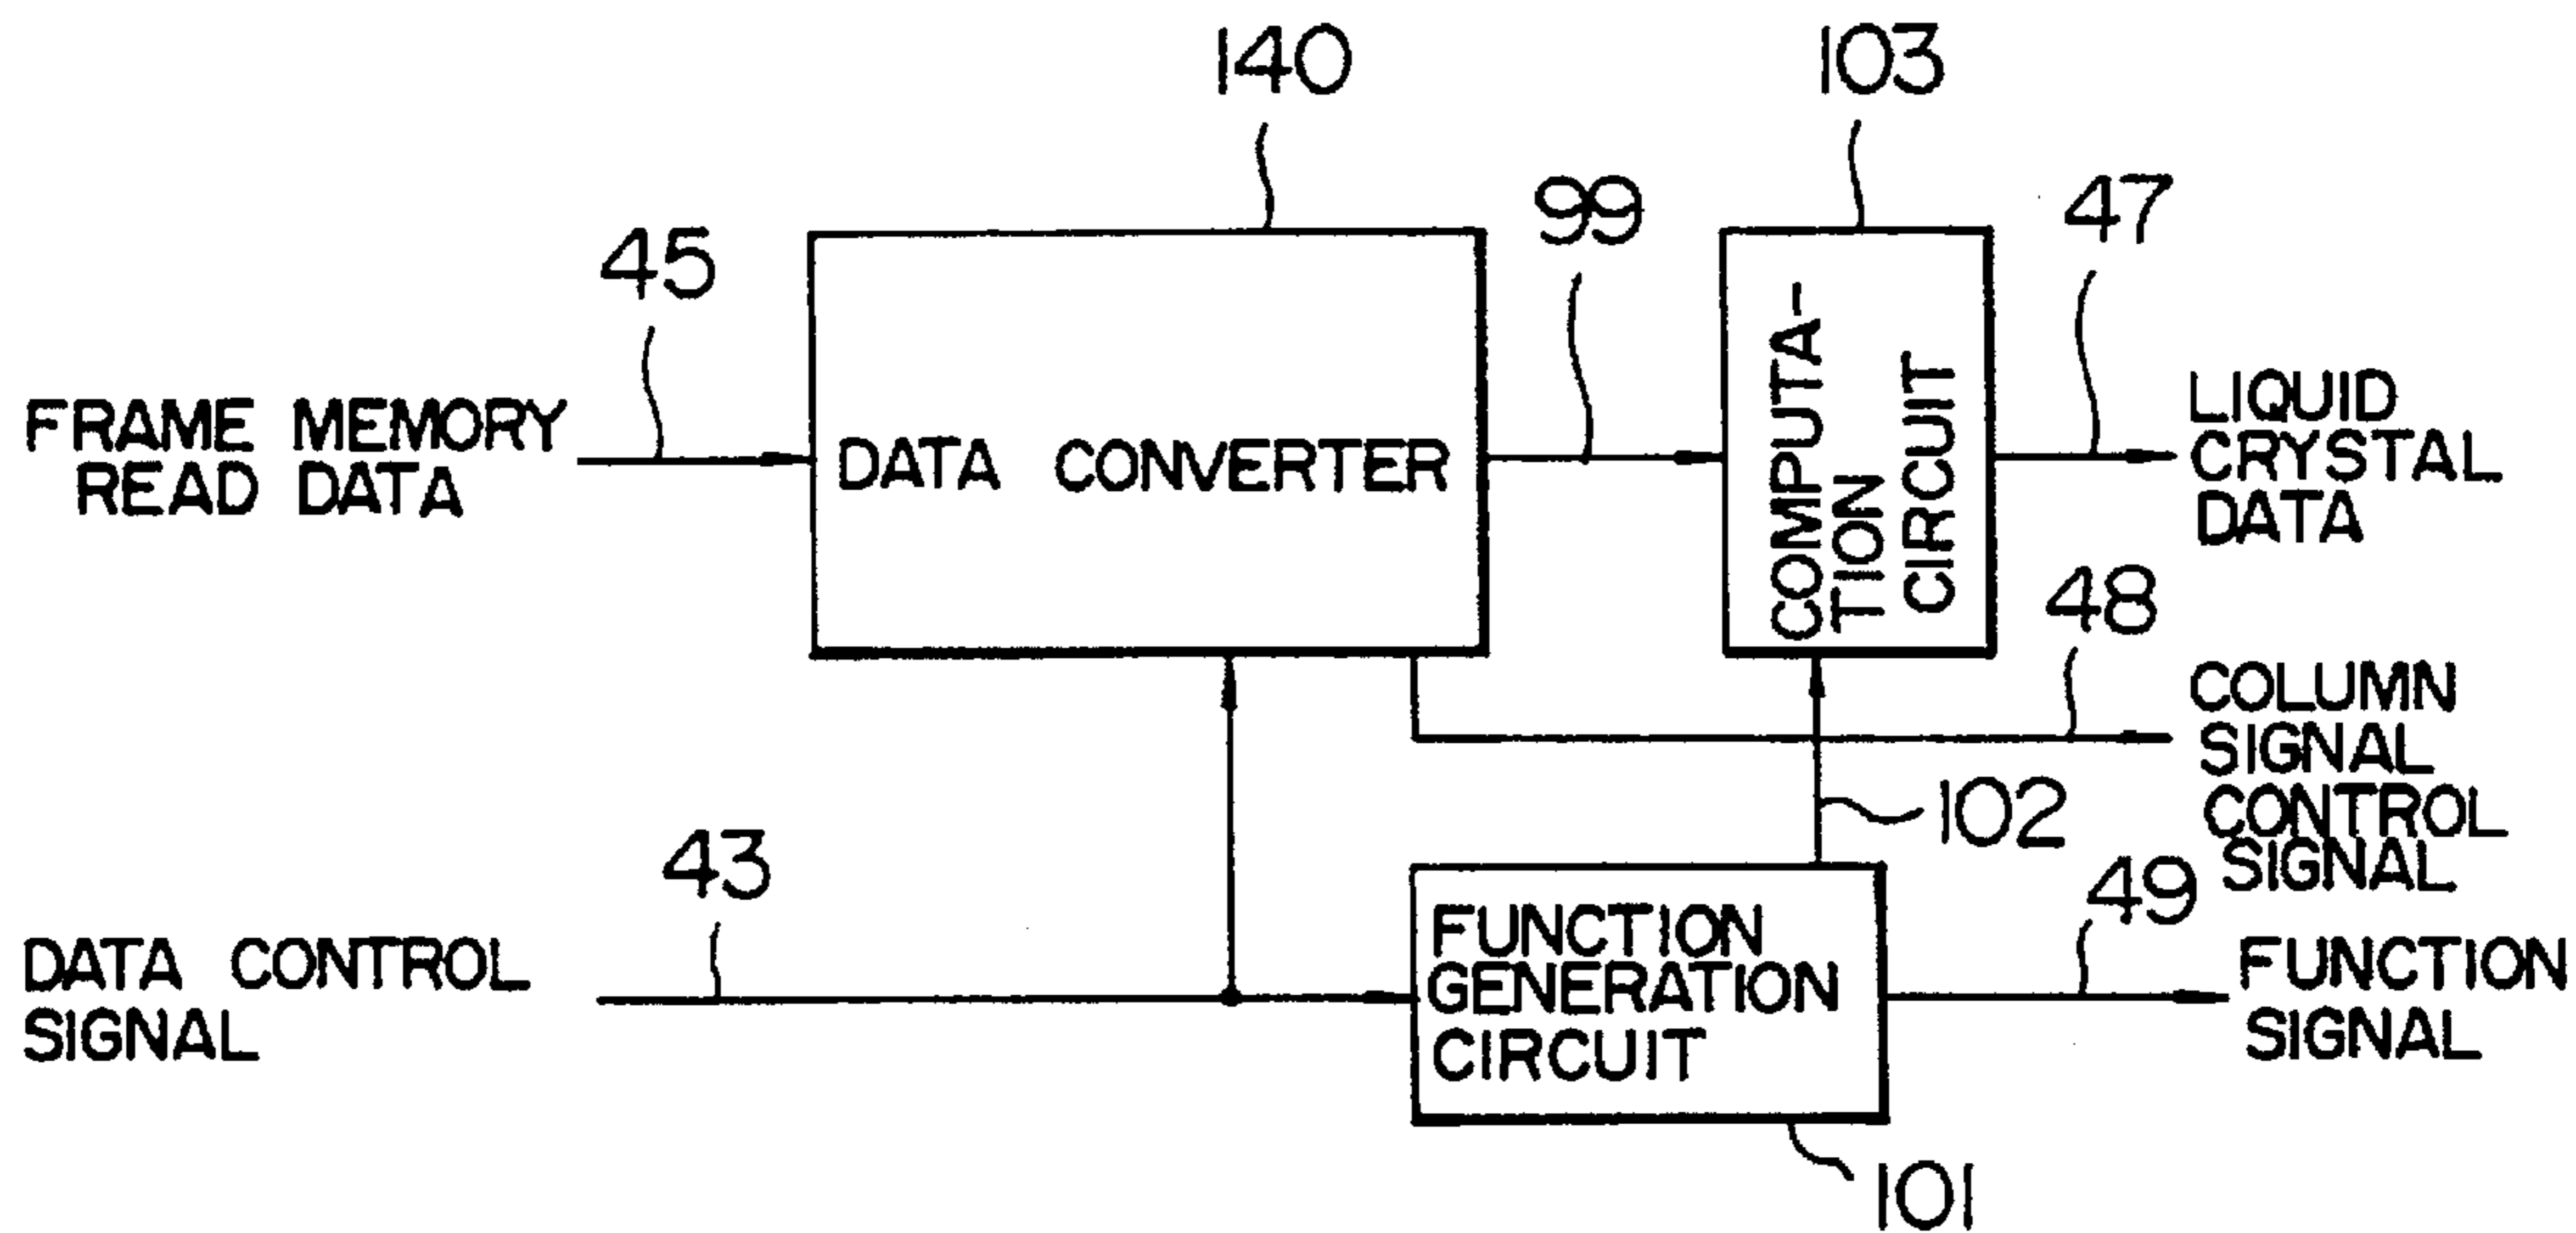 140
103
99
47
45
FRAME MEMORY
READ DATA
DATA CONVERTER
COMPUTA-
TION
CIRCUIT
LIQUID
CRYSTAL
DATA
48
COLUMN
SIGNAL
CONTROL
SIGNAL
102
43
49
DATA CONTROL
SIGNAL
FUNCTION
GENERATION
CIRCUIT
FUNCTION
SIGNAL
101